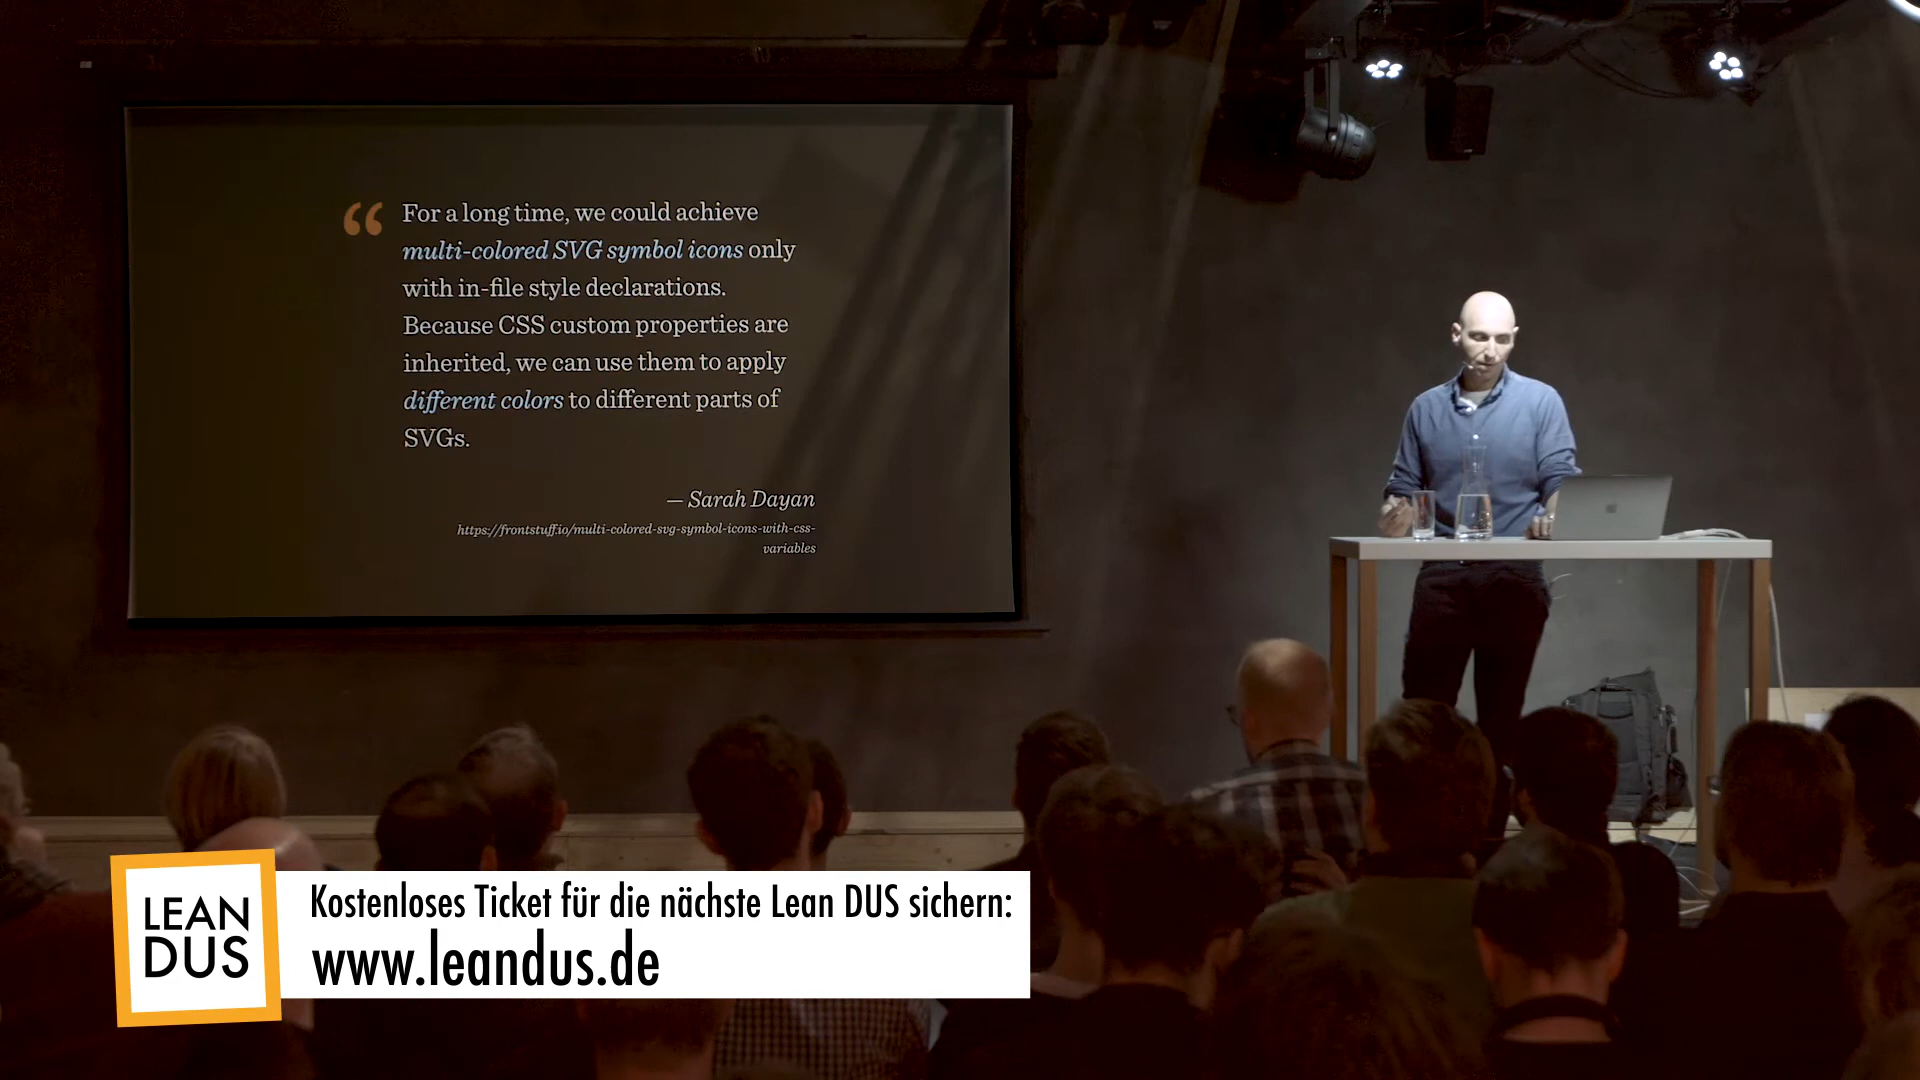 “ For a long time, we could achieve
multi-colored SVG symbol icons only
with in-file style declarations.
Because CSS custom properties are
inherited, we can use them to apply
different colors to different parts of
SVGs.
— Sarah Dayan
https://frontstuff.io/multi-colored-svg-symbol-icons-with-css-
variables
LEAN
DUS
Kostenloses Ticket für die nächste Lean DUS sichern:
www.leandus.de